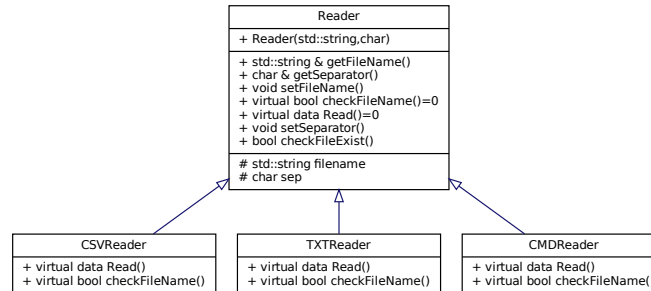 Reader
+ Reader(std::string,char)
+ std::string & getFileName()
+ char & getSeparator()
+ void setFileName()
+ virtual bool checkFileName()=0
+ virtual data Read()=0
+ void setSeparator()
+ bool checkFileExist()
# std::string filename
# char sep
CSVReader
+ virtual data Read()
+ virtual bool checkFileName()
TXTReader
+ virtual data Read()
+ virtual bool checkFileName()
CMDReader
+ virtual data Read()
+ virtual bool checkFileName()